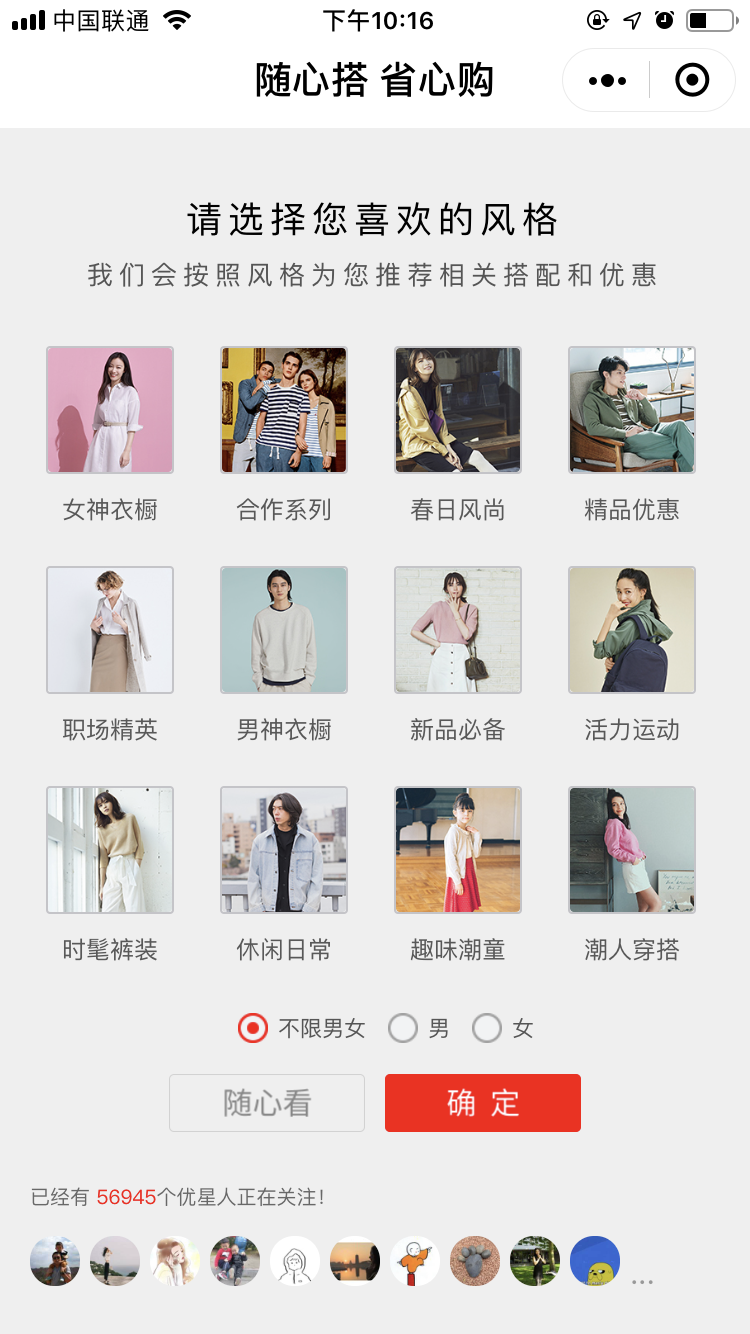 中国联通 下午10:16
随心搭 省心购
请选择您喜欢的风格
我们会按照风格为您推荐相关搭配和优惠
女神衣橱 合作系列 春日风尚 精品优惠
职场精英 男神衣橱 新品必备 活力运动
时髦裤装 休闲日常 趣味潮童 潮人穿搭
不限男女 男 女
随心看 确 定
已经有 56945个优星人正在关注!
...